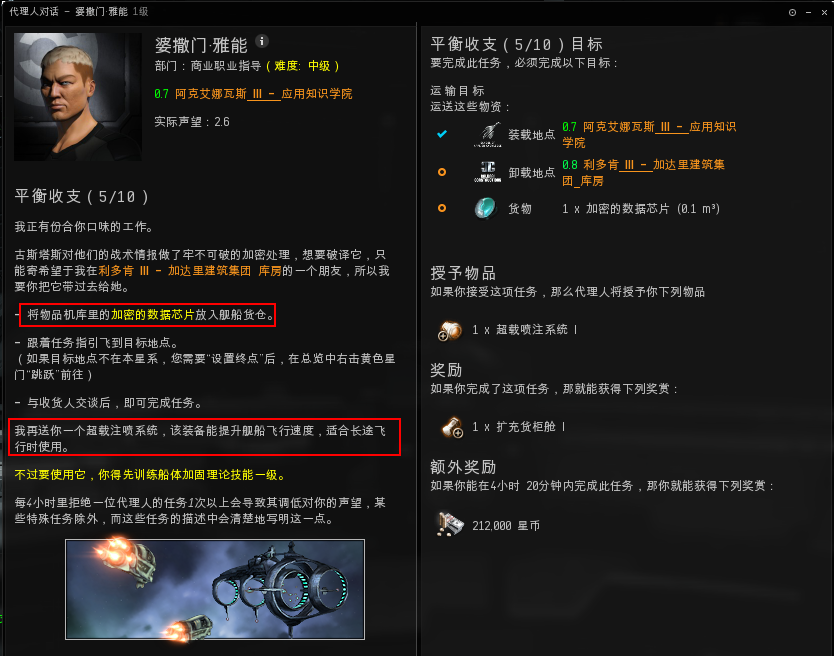 代理人对话 - 婆撒门·雅能 1级
婆撒门·雅能
部门：商业职业指导（难度: 中级）
0.7 阿克艾娜瓦斯 III - 应用知识学院
实际声望：2.6
平衡收支（5/10）
我正有份合你口味的工作。
古斯塔斯对他们的战术情报做了牢不可破的加密处理，想要破译它，只
能寄希望于我在利多肯 III - 加达里建筑集团 库房的一个朋友，所以我
要你把它带过去给她。
- 将物品机库里的加密的数据芯片放入舰船货仓。
- 跟着任务指引飞到目标地点。
（如果目标地点不在本星系，您需要“设置终点”后，在总览中右击黄色星
门“跳跃”前往）
- 与收货人交谈后，即可完成任务。
我再送你一个超载注喷系统，该装备能提升舰船飞行速度，适合长途飞
行时使用。
不过要使用它，你得先训练船体加固理论技能一级。
每4小时里拒绝一位代理人的任务1次以上会导致其调低对你的声望，某
些特殊任务除外，而这些任务的描述中会清楚地写明这一点。
平衡收支（5/10）目标
要完成此任务，必须完成以下目标：
运输目标
运送这些物资：
装载地点 0.7 阿克艾娜瓦斯 III - 应用知识
学院
卸载地点 0.8 利多肯 III - 加达里建筑集
团 库房
货物 1 x 加密的数据芯片 (0.1 m³)
授予物品
如果你接受这项任务，那么代理人将授予你下列物品
1 x 超载喷注系统 I
奖励
如果你完成了这项任务，那就能获得下列奖赏：
1 x 扩充货柜舱 I
额外奖励
如果你能在4小时 20分钟内完成此任务，那你就能获得下列奖赏：
212,000 星币